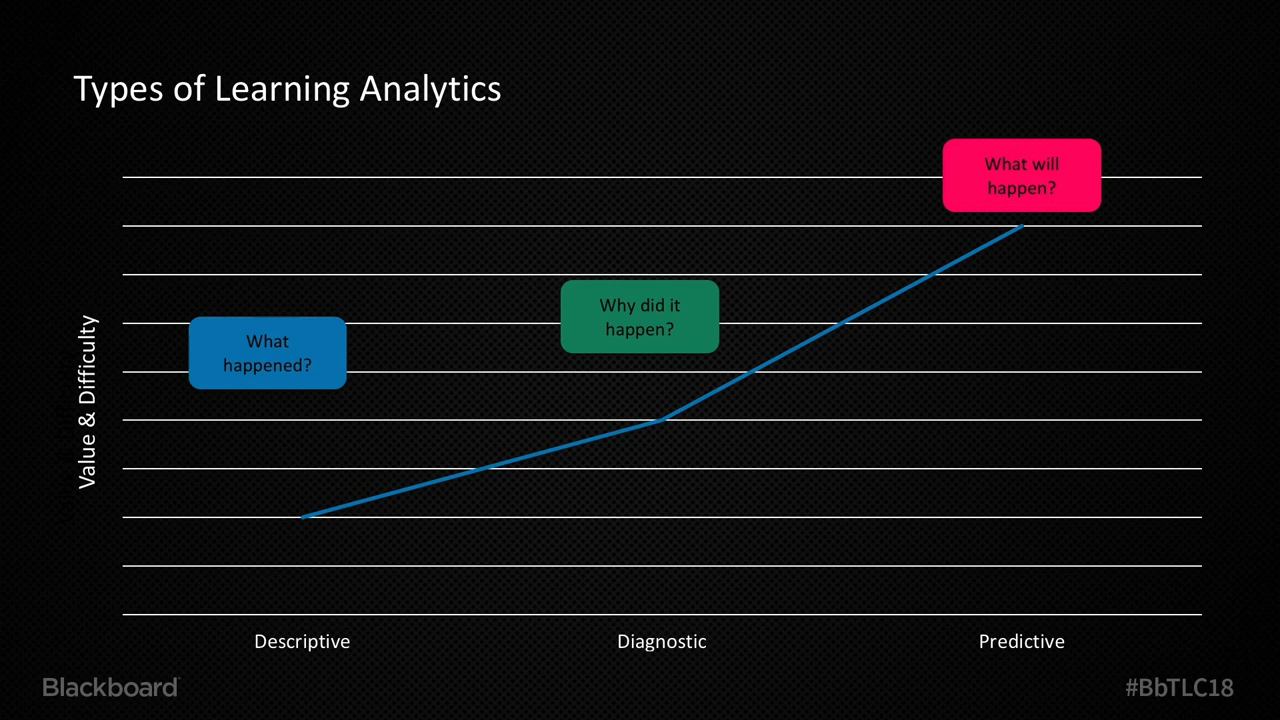 Types of Learning Analytics
What will
happen?
Why did it
happen?
What
happened?
Value & Difficulty
Descriptive
Diagnostic
Predictive
Blackboard
#BbTLC18